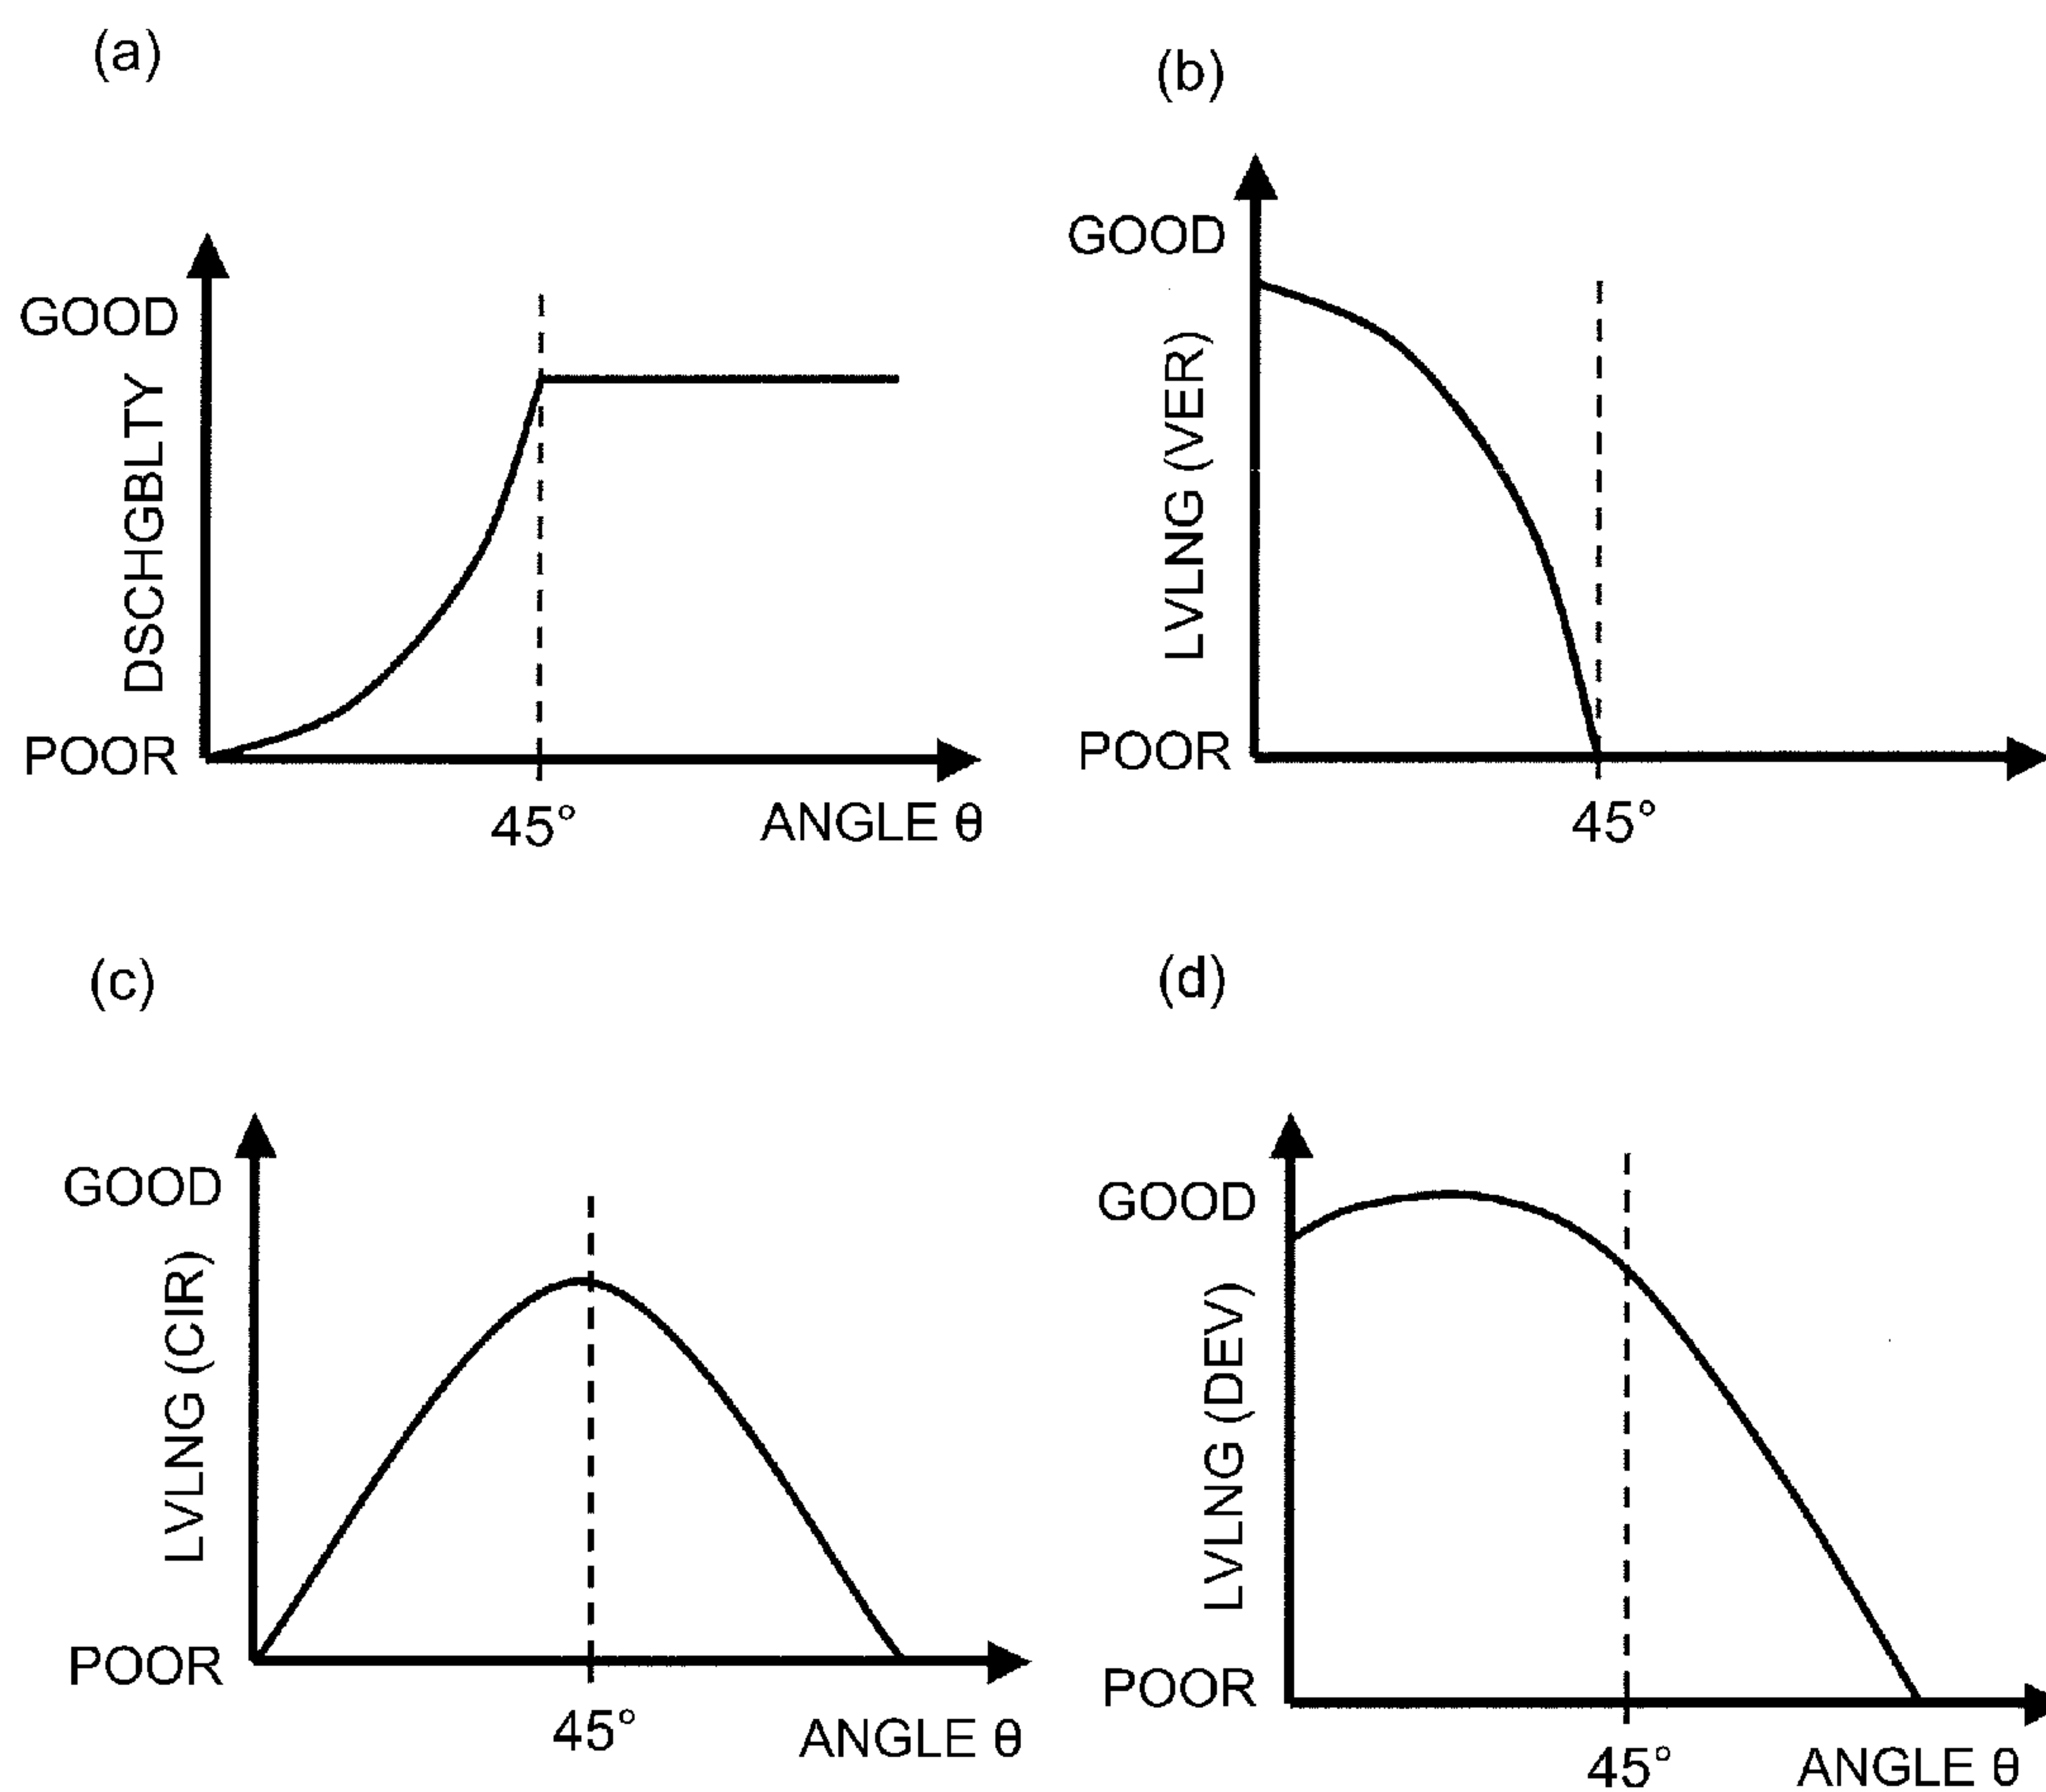 (a)
GOOD
DSCHGBLTY
POOR
45°
ANGLE θ
(b)
GOOD
LVLNG (VER)
POOR
45°
(c)
GOOD
LVLNG (CIR)
POOR
45°
ANGLE θ
(d)
GOOD
LVLNG (DEV)
POOR
45°
ANGLE θ